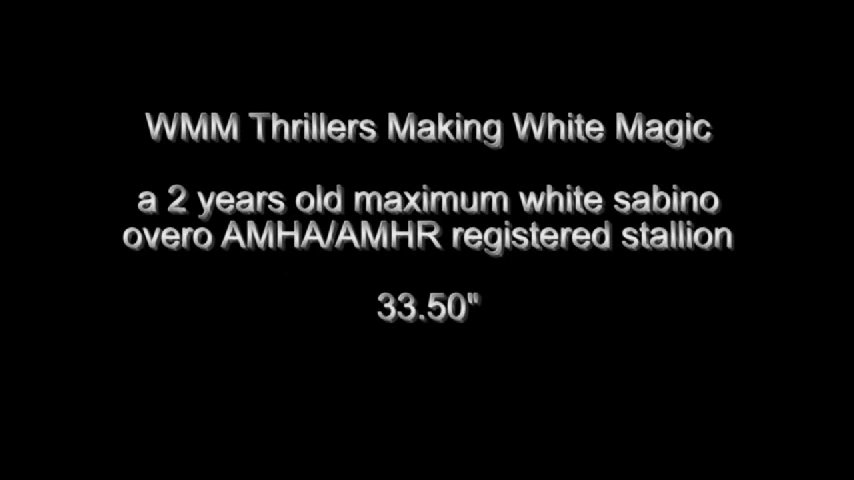 WMM Thrillers Making White Magic
a 2 years old maximum white sabino
overo AMHA/AMHR registered stallion
33.50"